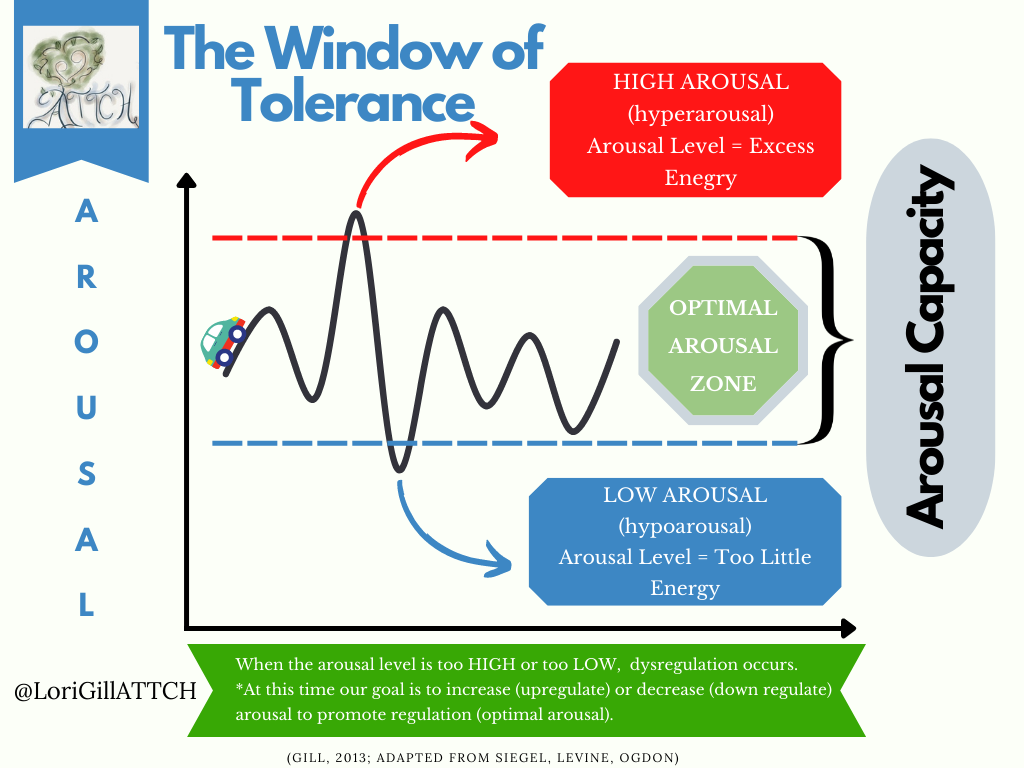 ATTCH
The Window of
Tolerance
HIGH AROUSAL
(hyperarousal)
Arousal Level = Excess
Enegry
AROUSAL
OPTIMAL
AROUSAL
ZONE
Arousal Capacity
LOW AROUSAL
(hypoarousal)
Arousal Level = Too Little
Energy
When the arousal level is too HIGH or too LOW, dysregulation occurs.
*At this time our goal is to increase (upregulate) or decrease (down regulate)
arousal to promote regulation (optimal arousal).
@LoriGillATTCH
(GILL, 2013; ADAPTED FROM SIEGEL, LEVINE, OGDON)